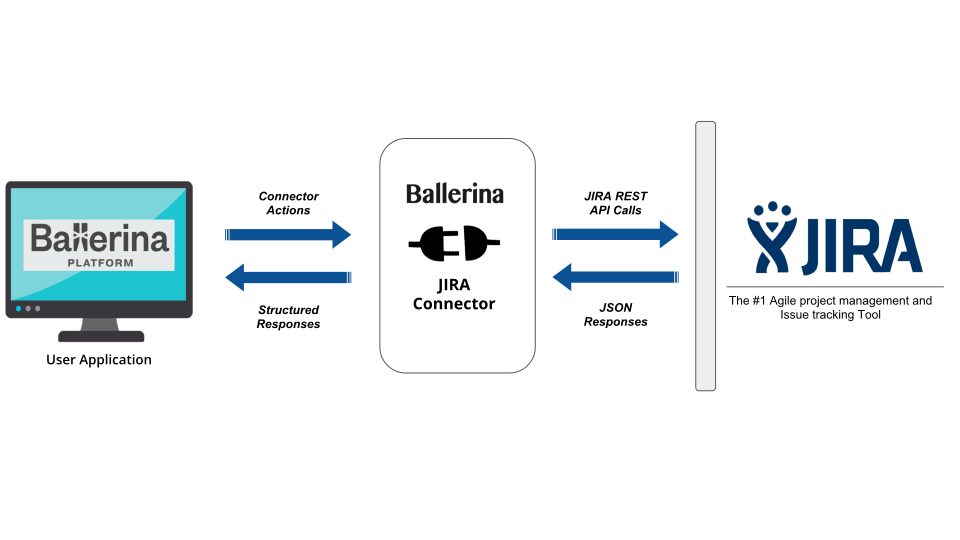 Ballerina
PLATFORM
User Application
Connector
Actions
Structured
Responses
Ballerina
JIRA
Connector
JIRA REST
API Calls
JSON
Responses
JIRA
The #1 Agile project management and
Issue tracking Tool